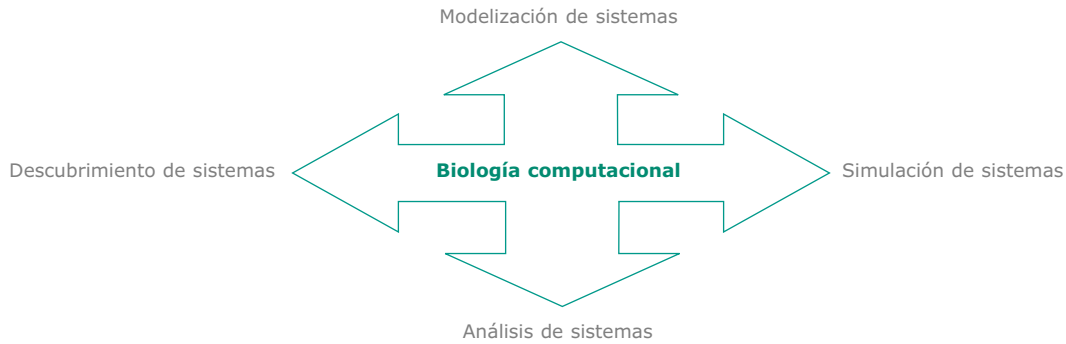 Modelización de sistemas
Descubrimiento de sistemas
Biología computacional
Simulación de sistemas
Análisis de sistemas